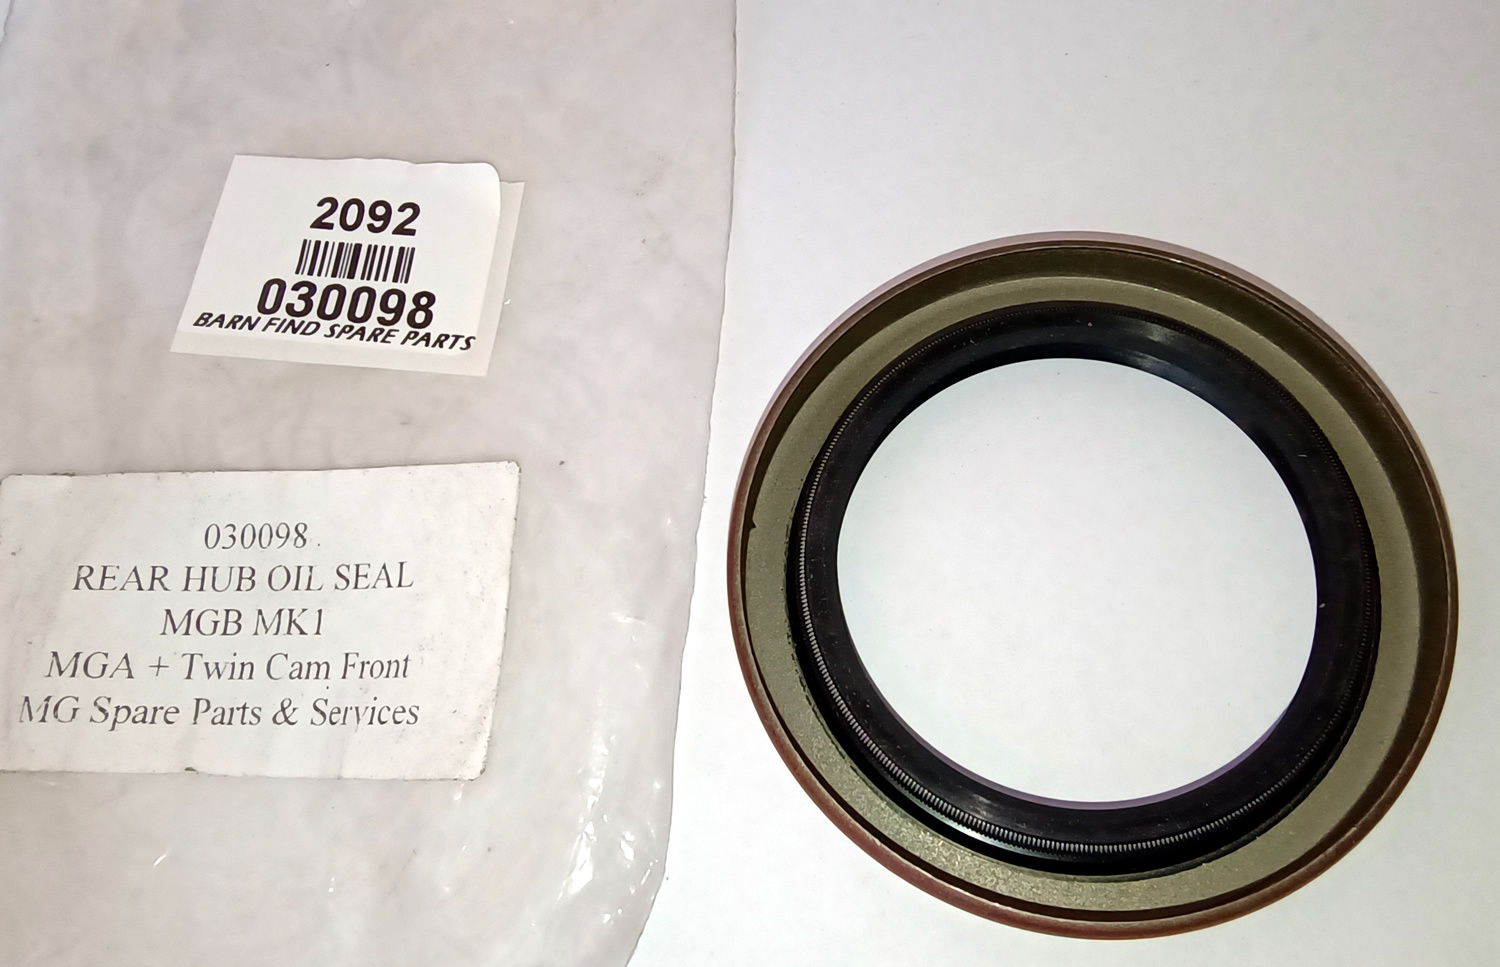 2092
030098
BARN FIND SPARE PARTS
030098
REAR HUB OIL SEAL
MGB MK1
MGA + Twin Cam Front
MG Spare Parts & Services